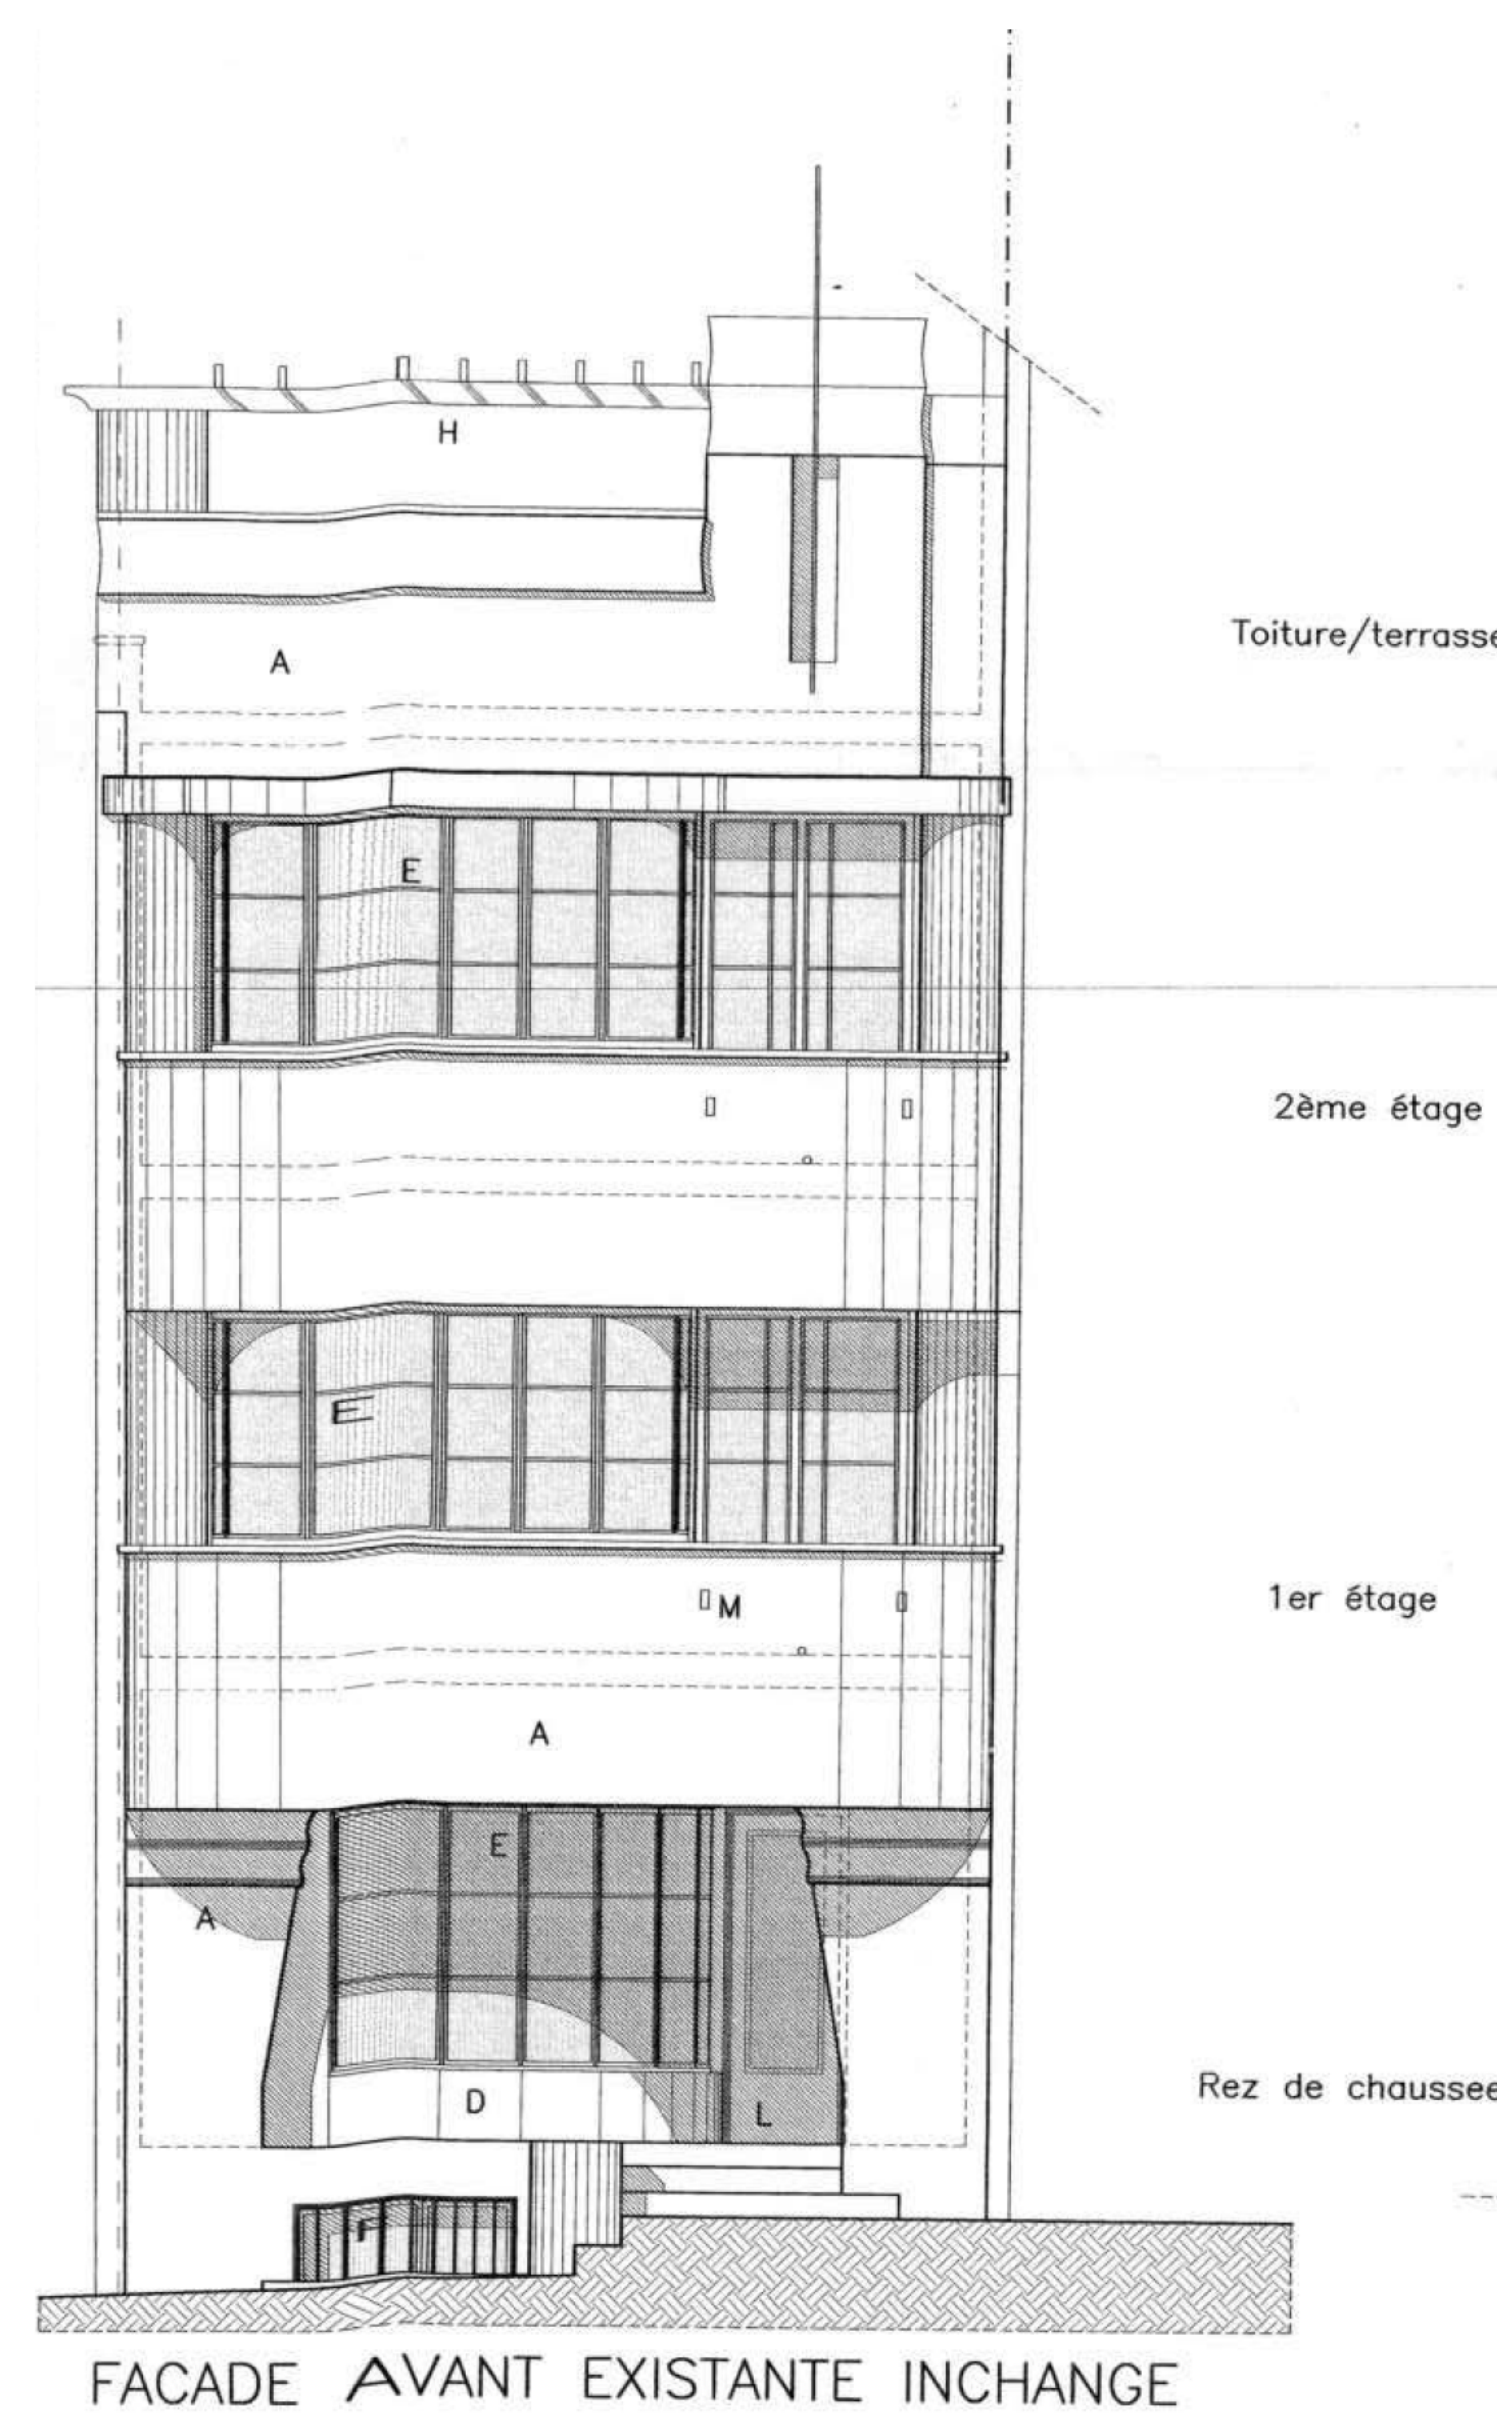 H
Toiture/terrasse
A
E
2ème étage
E
1er étage
M
A
E
A
Rez de chaussee
D
L
F
FACADE AVANT EXISTANTE INCHANGE